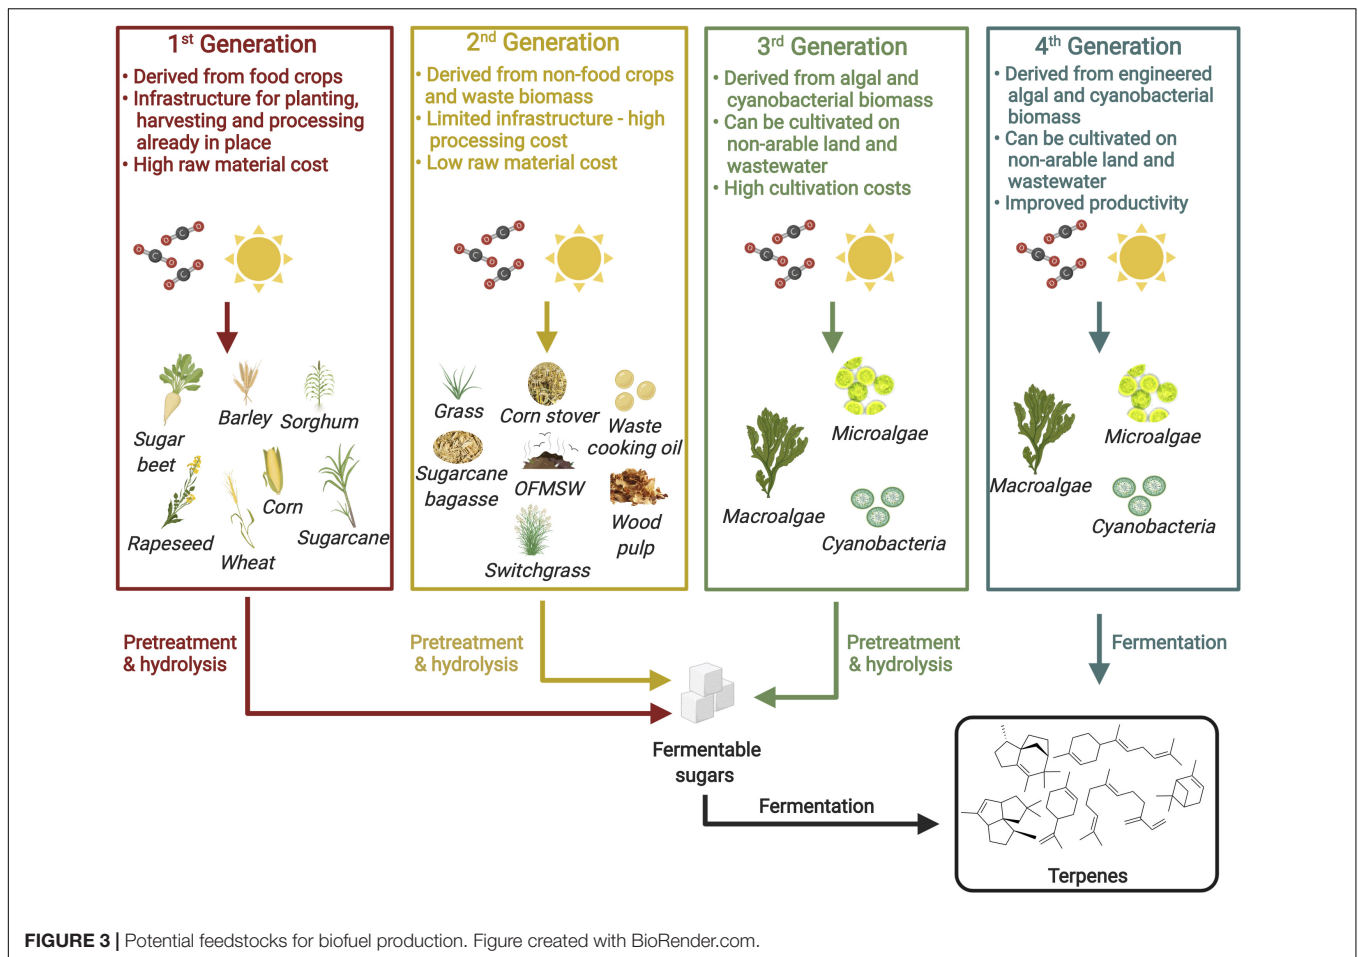 1st Generation
• Derived from food crops
• Infrastructure for planting,
harvesting and processing
already in place
• High raw material cost
Sugar
beet
Barley
Sorghum
Rapeseed
Wheat
Corn
Sugarcane
2nd Generation
• Derived from non-food crops
and waste biomass
• Limited infrastructure - high
processing cost
• Low raw material cost
Grass
Corn stover
Waste
cooking oil
Sugarcane
bagasse
OFMSW
Wood
pulp
Switchgrass
3rd Generation
• Derived from algal and
cyanobacterial biomass
• Can be cultivated on
non-arable land and
wastewater
• High cultivation costs
Microalgae
Macroalgae
Cyanobacteria
4th Generation
• Derived from engineered
algal and cyanobacterial
biomass
• Can be cultivated on
non-arable land and
wastewater
• Improved productivity
Microalgae
Macroalgae
Cyanobacteria
Pretreatment
& hydrolysis
Pretreatment
& hydrolysis
Pretreatment
& hydrolysis
Fermentation
Fermentable
sugars
Fermentation
Terpenes
FIGURE 3 | Potential feedstocks for biofuel production. Figure created with BioRender.com.